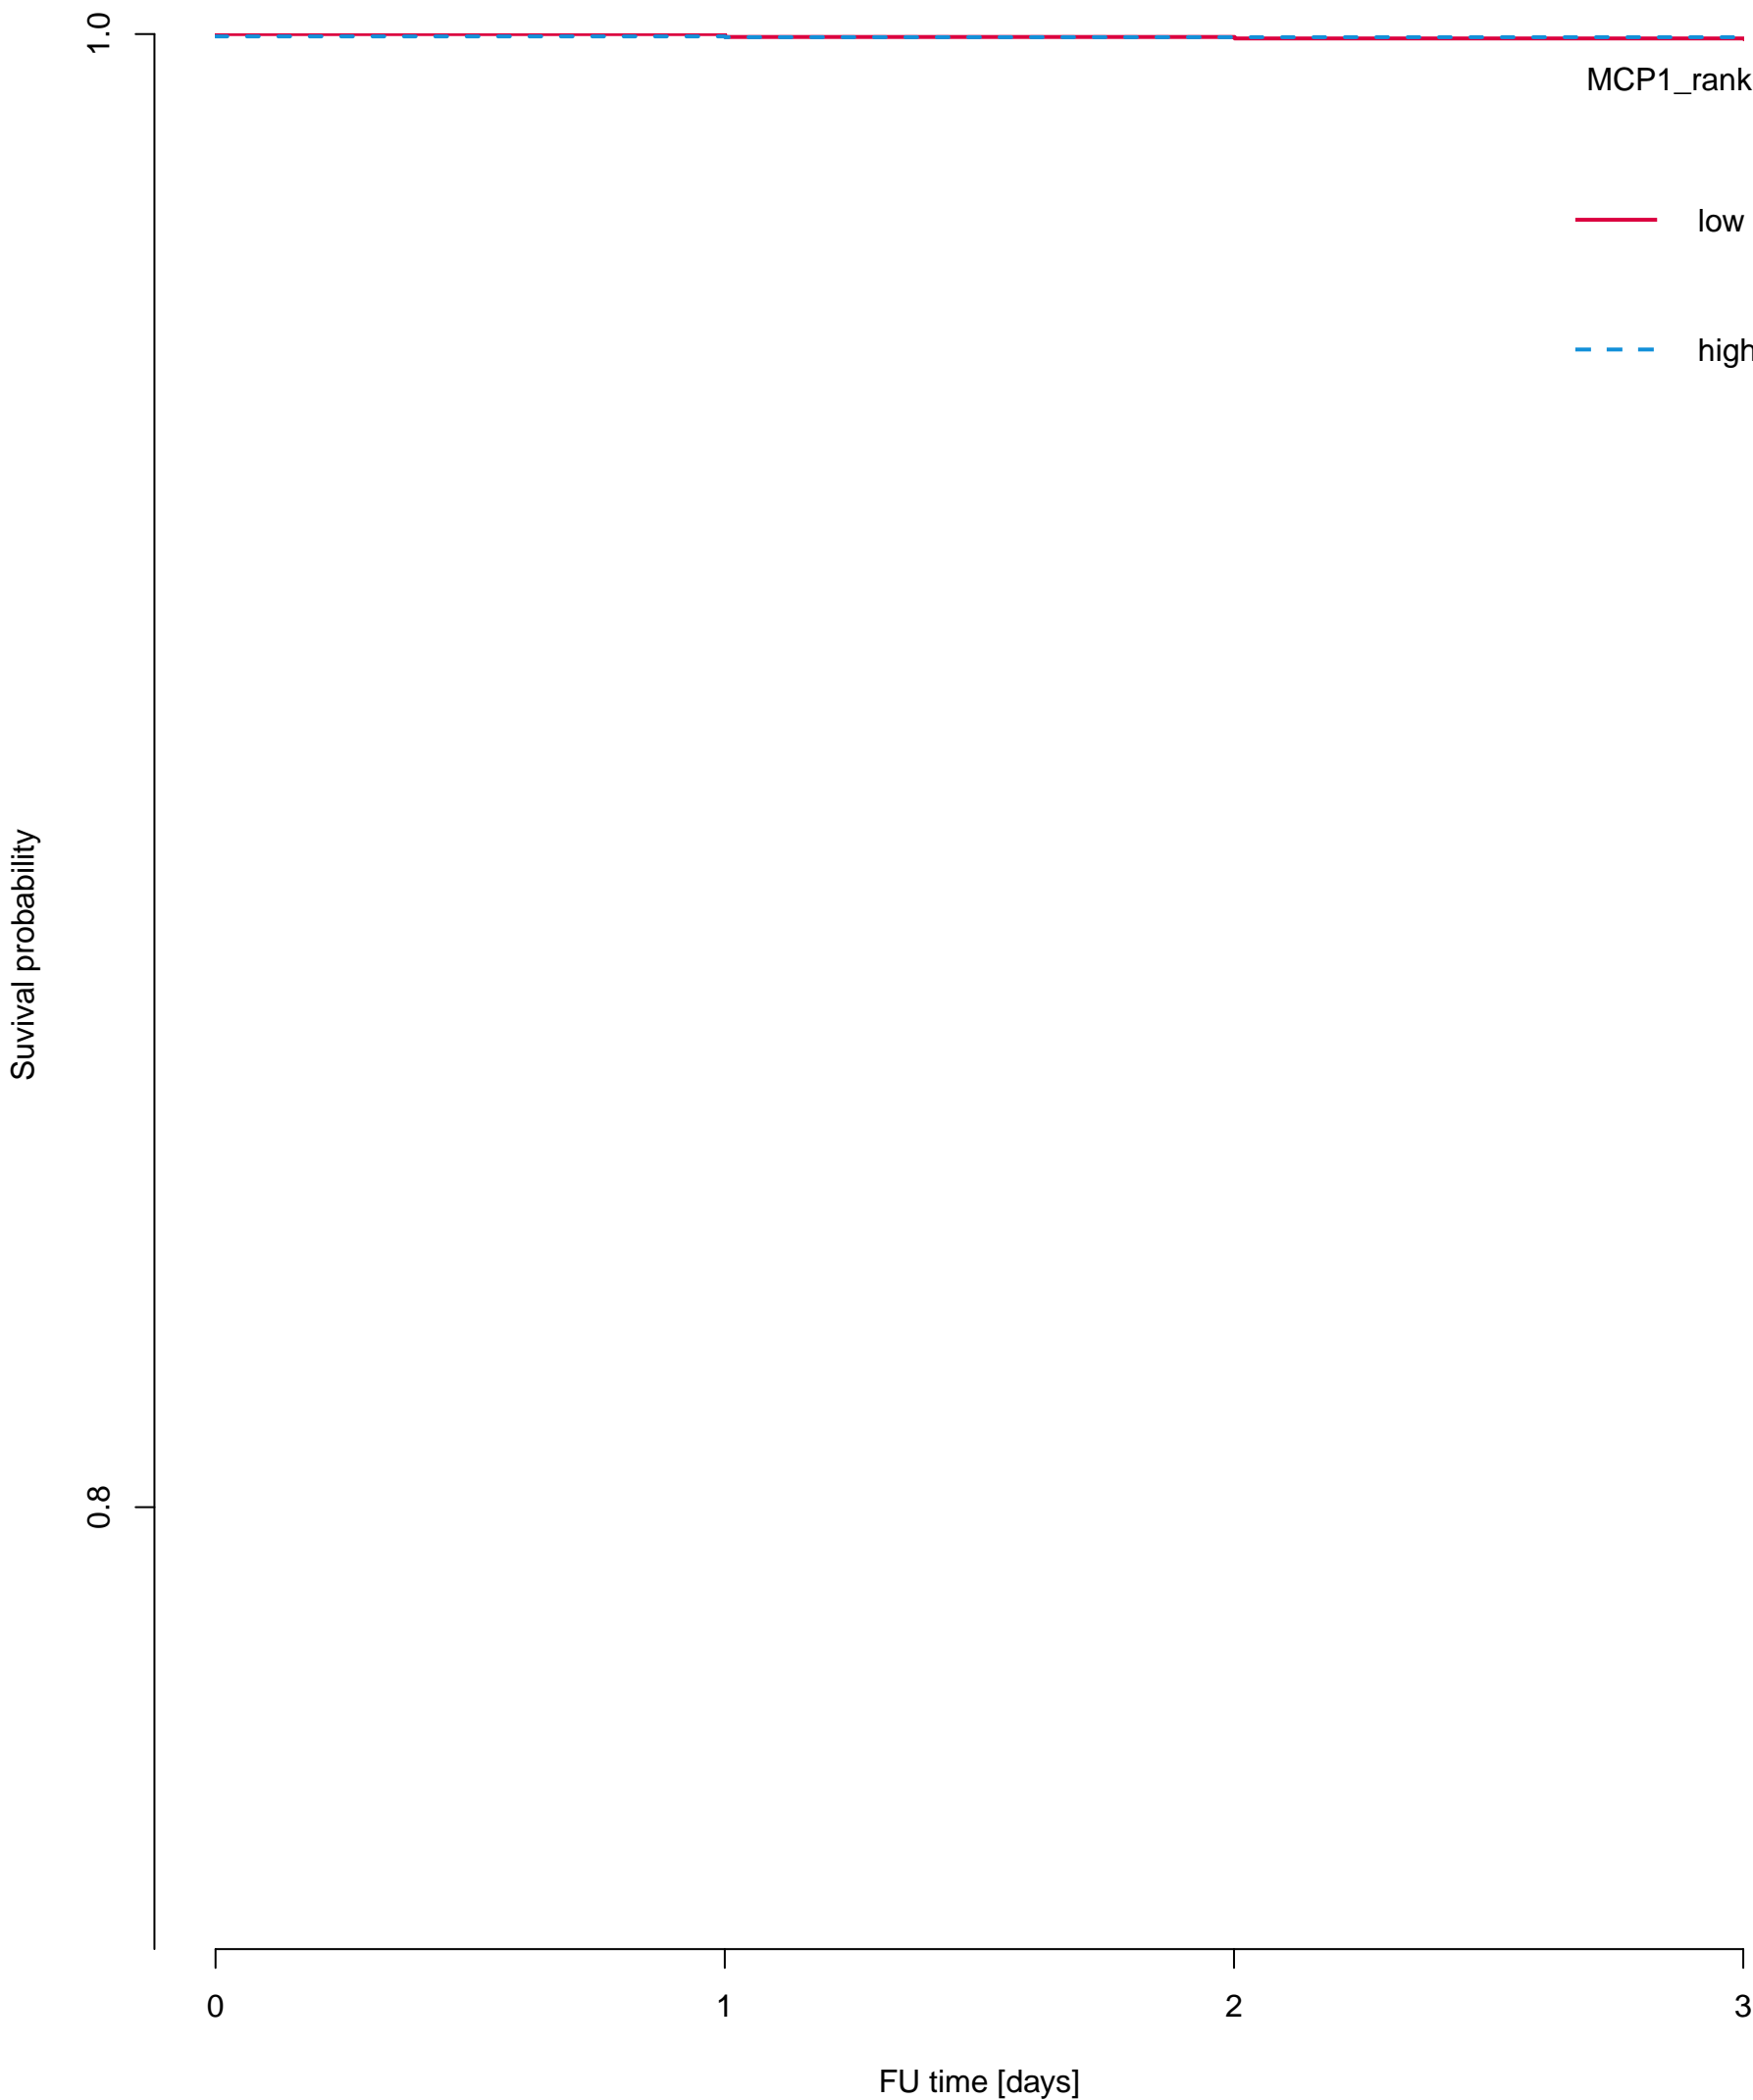 1.0
MCP1_rank
low
high
Suvival probability
0.8
0 1 2 3
FU time [days]